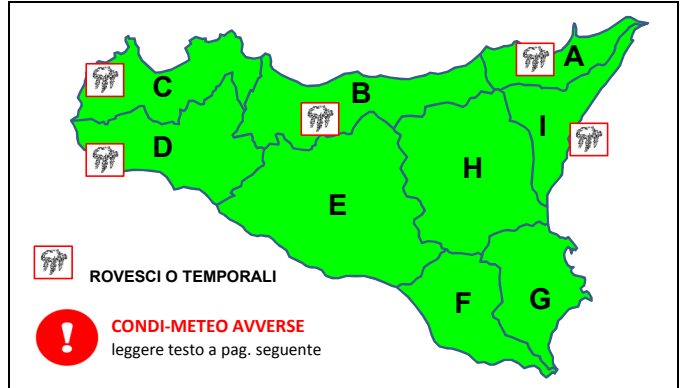 A
C
B
I
D
H
E
ROVESCI O TEMPORALI
F
G
!
CONDI-METEO AVVERSE
leggere testo a pag. seguente